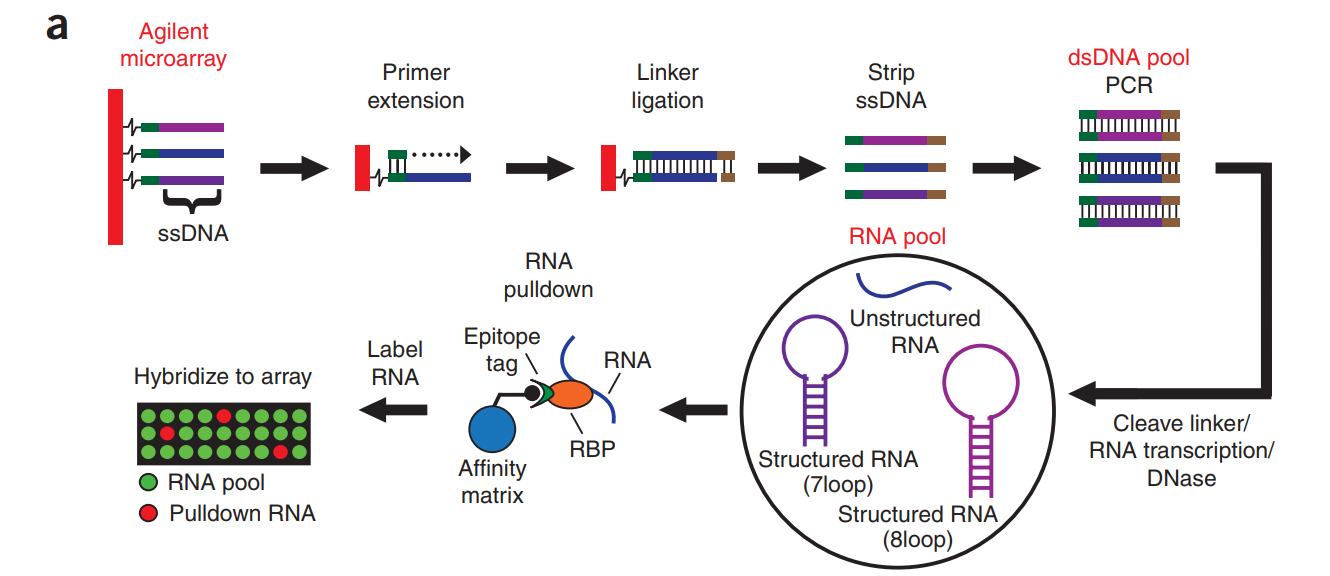 a
Agilent
microarray
ssDNA
Primer
extension
Linker
ligation
Strip
ssDNA
dsDNA pool
PCR
Cleave linker/
RNA transcription/
DNase
RNA pool
Unstructured
RNA
Structured RNA
(7loop)
Structured RNA
(8loop)
RNA
pulldown
Epitope
tag
RNA
RBP
Affinity
matrix
Label
RNA
Hybridize to array
RNA pool
Pulldown RNA